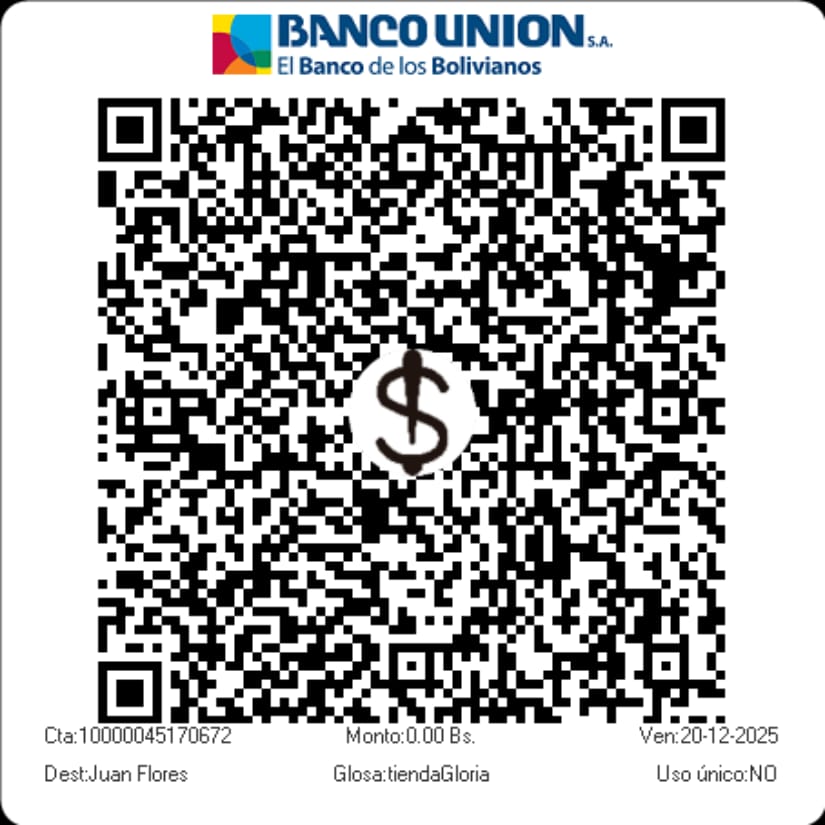 BANCO UNION S.A.
El Banco de los Bolivianos
$
Cta:10000045170672 Monto:0.00 Bs. Ven:20-12-2025
Dest:Juan Flores Glosa:tiendaGloria Uso único:NO